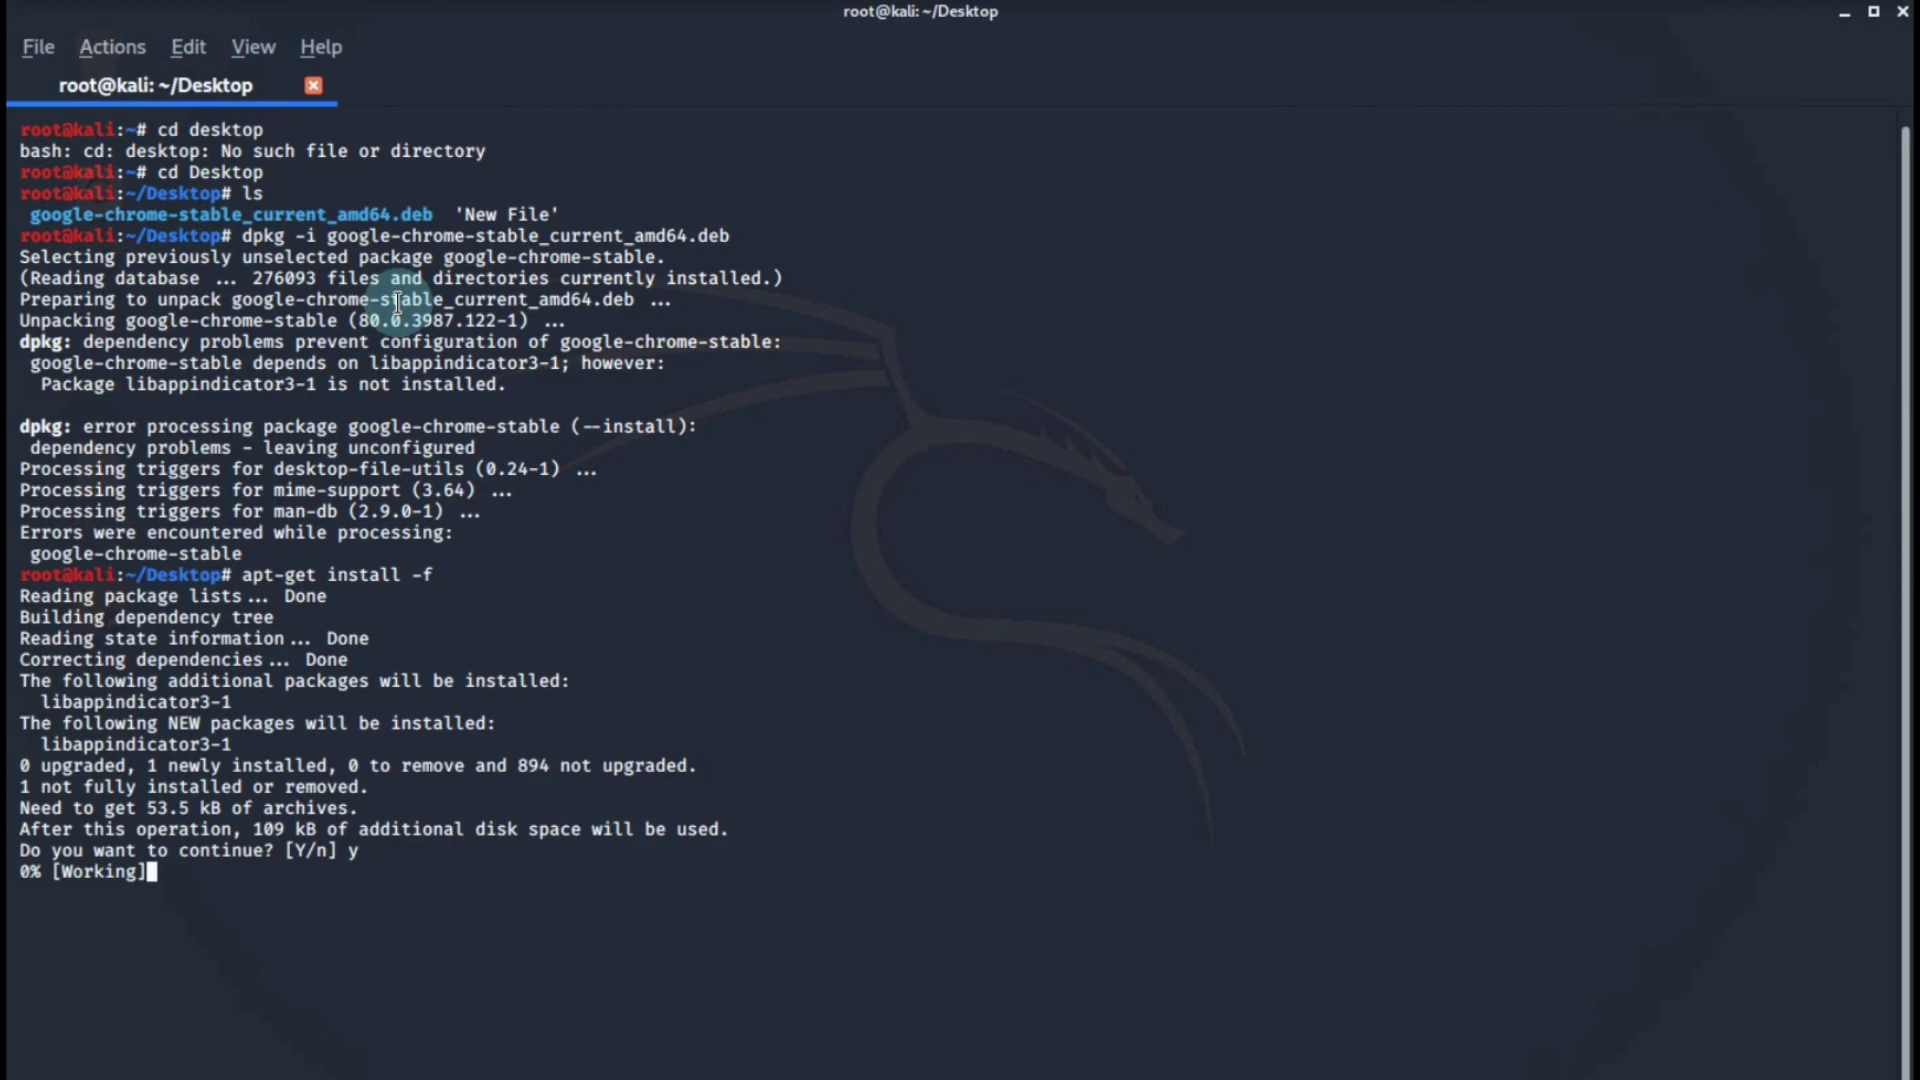 root@kali: ~/Desktop
File Actions Edit View Help
root@kali: ~/Desktop
root@kali:~# cd desktop
bash: cd: desktop: No such file or directory
root@kali:~# cd Desktop
root@kali:~/Desktop# ls
google-chrome-stable_current_amd64.deb 'New File'
root@kali:~/Desktop# dpkg -i google-chrome-stable_current_amd64.deb
Selecting previously unselected package google-chrome-stable.
(Reading database ... 276093 files and directories currently installed.)
Preparing to unpack google-chrome-stable_current_amd64.deb ...
Unpacking google-chrome-stable (80.0.3987.122-1) ...
dpkg: dependency problems prevent configuration of google-chrome-stable:
google-chrome-stable depends on libappindicator3-1; however:
Package libappindicator3-1 is not installed.
dpkg: error processing package google-chrome-stable (--install):
dependency problems - leaving unconfigured
Processing triggers for desktop-file-utils (0.24-1) ...
Processing triggers for mime-support (3.64) ...
Processing triggers for man-db (2.9.0-1) ...
Errors were encountered while processing:
google-chrome-stable
root@kali:~/Desktop# apt-get install -f
Reading package lists... Done
Building dependency tree
Reading state information... Done
Correcting dependencies... Done
The following additional packages will be installed:
libappindicator3-1
The following NEW packages will be installed:
libappindicator3-1
0 upgraded, 1 newly installed, 0 to remove and 894 not upgraded.
1 not fully installed or removed.
Need to get 53.5 kB of archives.
After this operation, 109 kB of additional disk space will be used.
Do you want to continue? [Y/n] y
0% [Working]